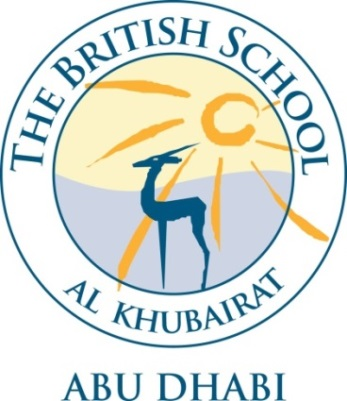 THE BRITISH SCHOOL
AL KHUBAIRAT
ABU DHABI